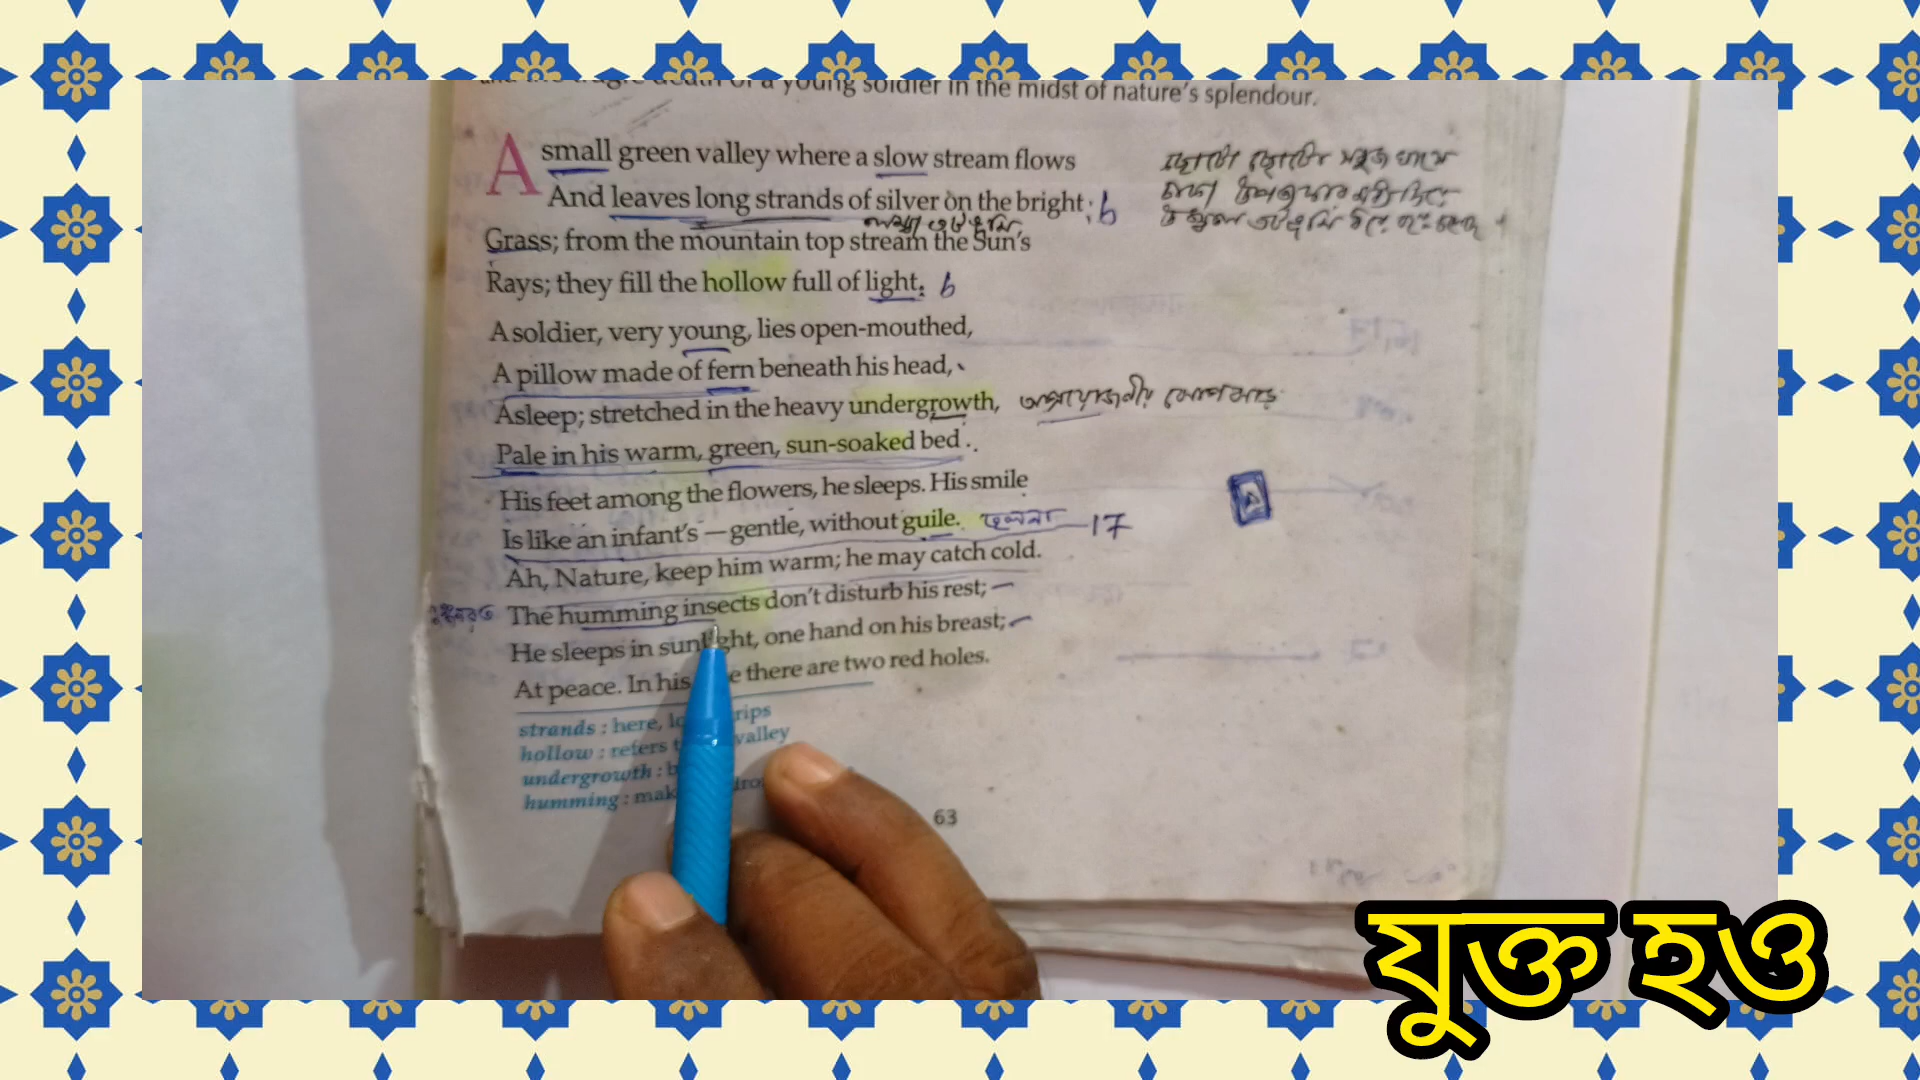 death of a young soldier in the midst of nature's splendour.
A small green valley where a slow stream flows
And leaves long strands of silver on the bright; b
Grass; from the mountain top stream the Sun's
Rays; they fill the hollow full of light. b
A soldier, very young, lies open-mouthed,
A pillow made of fern beneath his head,
Asleep; stretched in the heavy undergrowth,
Pale in his warm, green, sun-soaked bed.
His feet among the flowers, he sleeps. His smile
Is like an infant's — gentle, without guile. ছলনা 17
Ah, Nature, keep him warm; he may catch cold.
The humming insects don't disturb his rest;
He sleeps in sunlight, one hand on his breast;
At peace. In his there are two red holes.
strands : here,
hollow : refers valley
undergrowth :
humming :
63
যুক্ত হও